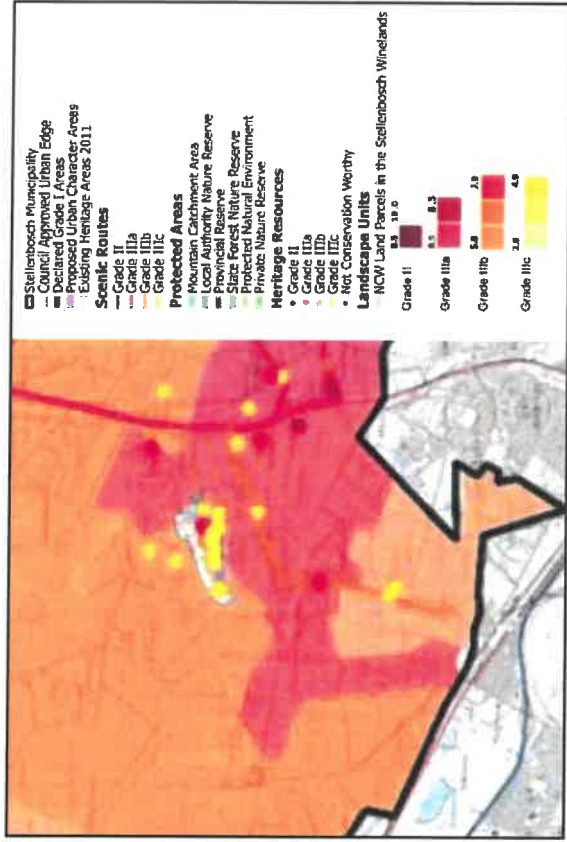 Stellenbosch Municipality
Council Approved Urban Edge
Declared Grade I Areas
Proposed Urban Character Areas
Existing Heritage Areas 2011
Scenic Routes
Grade II
Grade IIIa
Grade IIIb
Grade IIIc
Protected Areas
Mountain Catchment Area
Local Authority Nature Reserve
Provincial Reserve
State Forest Nature Reserve
Protected Natural Environment
Private Nature Reserve
Heritage Resources
Grade II
Grade IIIa
Grade IIIb
Grade IIIc
Not Conservation Worthy
Landscape Units
NCW Land Parcels in the Stellenbosch Winelands
Grade II
10.0
Grade IIIa
Grade IIIb
Grade IIIc